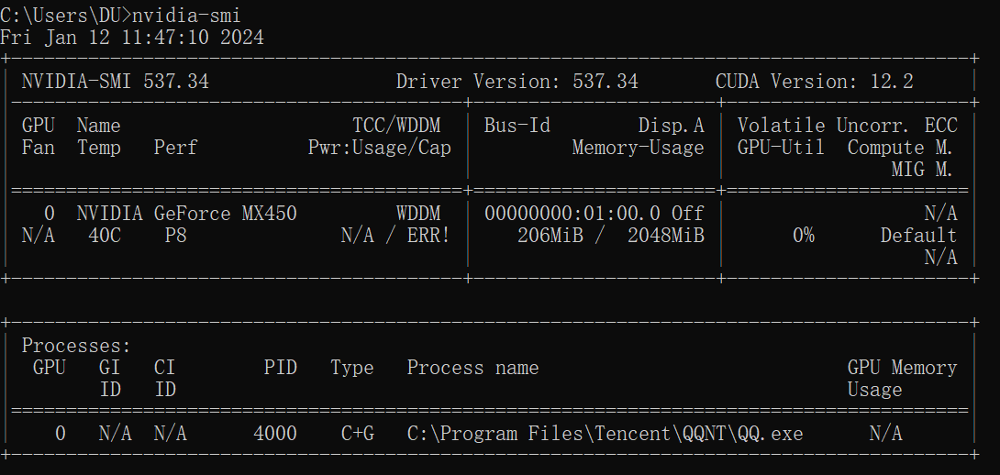 C:\Users\DU>nvidia-smi
Fri Jan 12 11:47:10 2024
NVIDIA-SMI 537.34 Driver Version: 537.34 CUDA Version: 12.2
GPU Name TCC/WDDM Bus-Id Disp.A Volatile Uncorr. ECC
Fan Temp Perf Pwr:Usage/Cap Memory-Usage GPU-Util Compute M.
MIG M.
0 NVIDIA GeForce MX450 WDDM 00000000:01:00.0 Off N/A
N/A 40C P8 N/A / ERR! 206MiB / 2048MiB 0% Default
N/A
Processes:
GPU GI CI PID Type Process name GPU Memory
ID ID Usage
0 N/A N/A 4000 C+G C:\Program Files\Tencent\QQNT\QQ.exe N/A